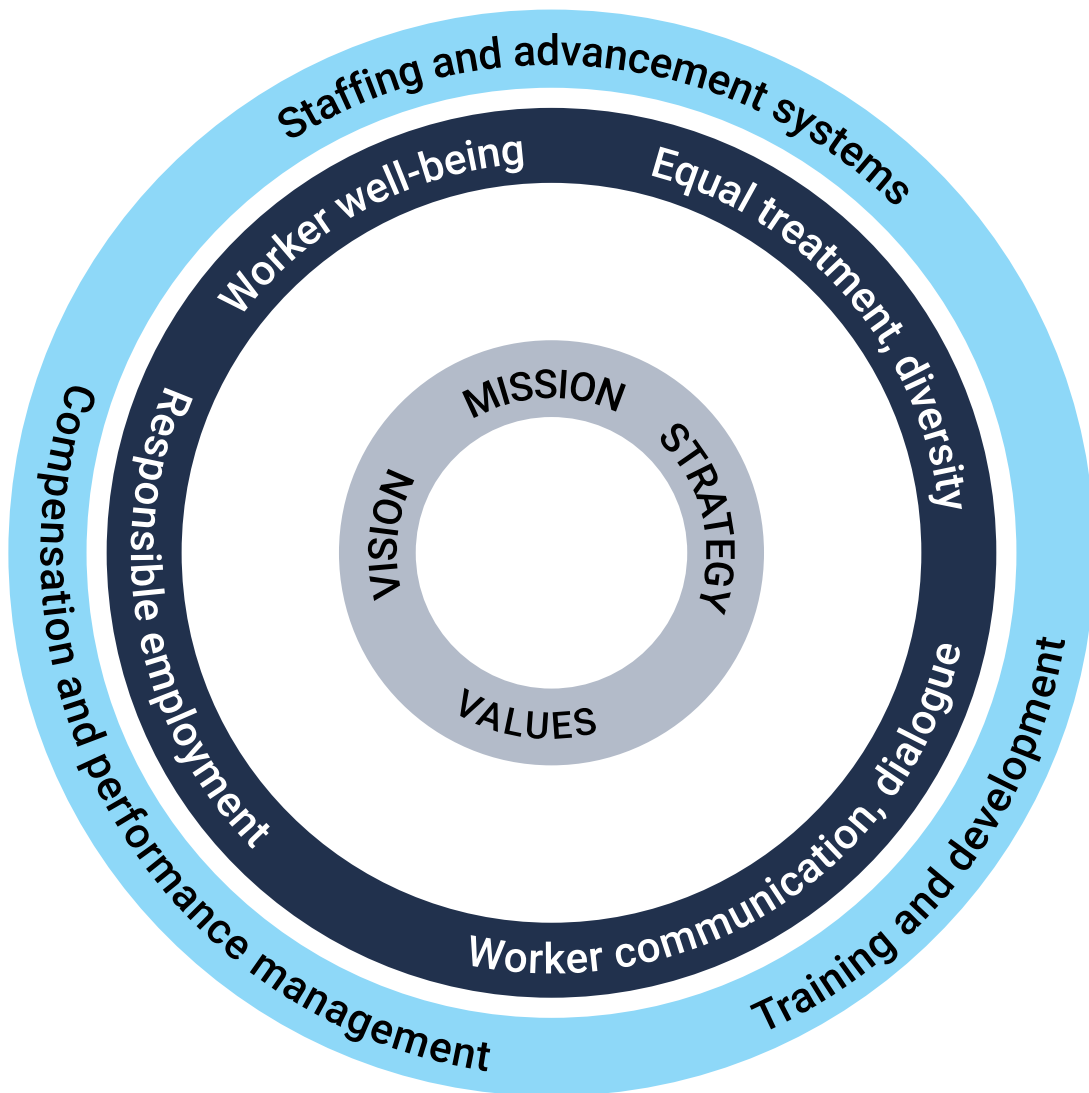 Staffing and advancement systems
Worker well-being
Equal treatment, diversity
MISSION
STRATEGY
VISION
VALUES
Responsible employment
Compensation and performance management
Worker communication, dialogue
Training and development